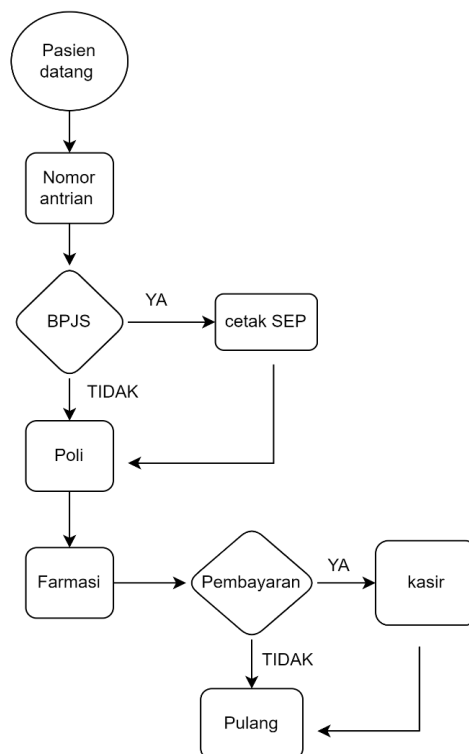 Pasien
datang
Nomor
antrian
BPJS
YA
cetak SEP
TIDAK
Poli
Farmasi
Pembayaran
YA
kasir
TIDAK
Pulang